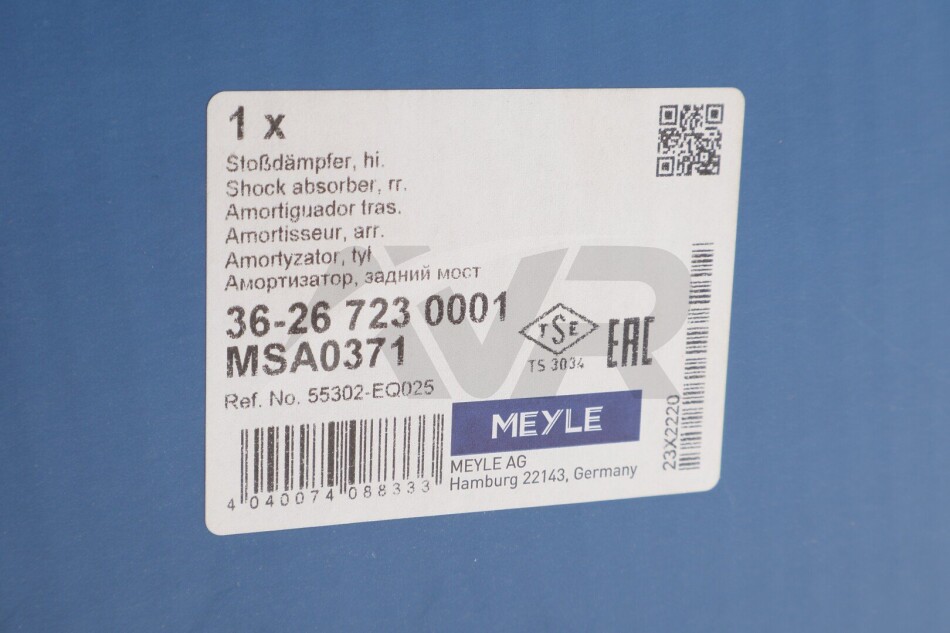 1 x
Stoßdämpfer, hi.
Shock absorber, rr.
Amortiguador tras.
Amortisseur, arr.
Amortyzator, tył
Амортизатор, задний мост
36-26 723 0001
MSA0371
Ref. No. 55302-EQ025
TSE
TS 3034
EAC
MEYLE
MEYLE AG
Hamburg 22143, Germany
4 040074 088333
23X2220
VR